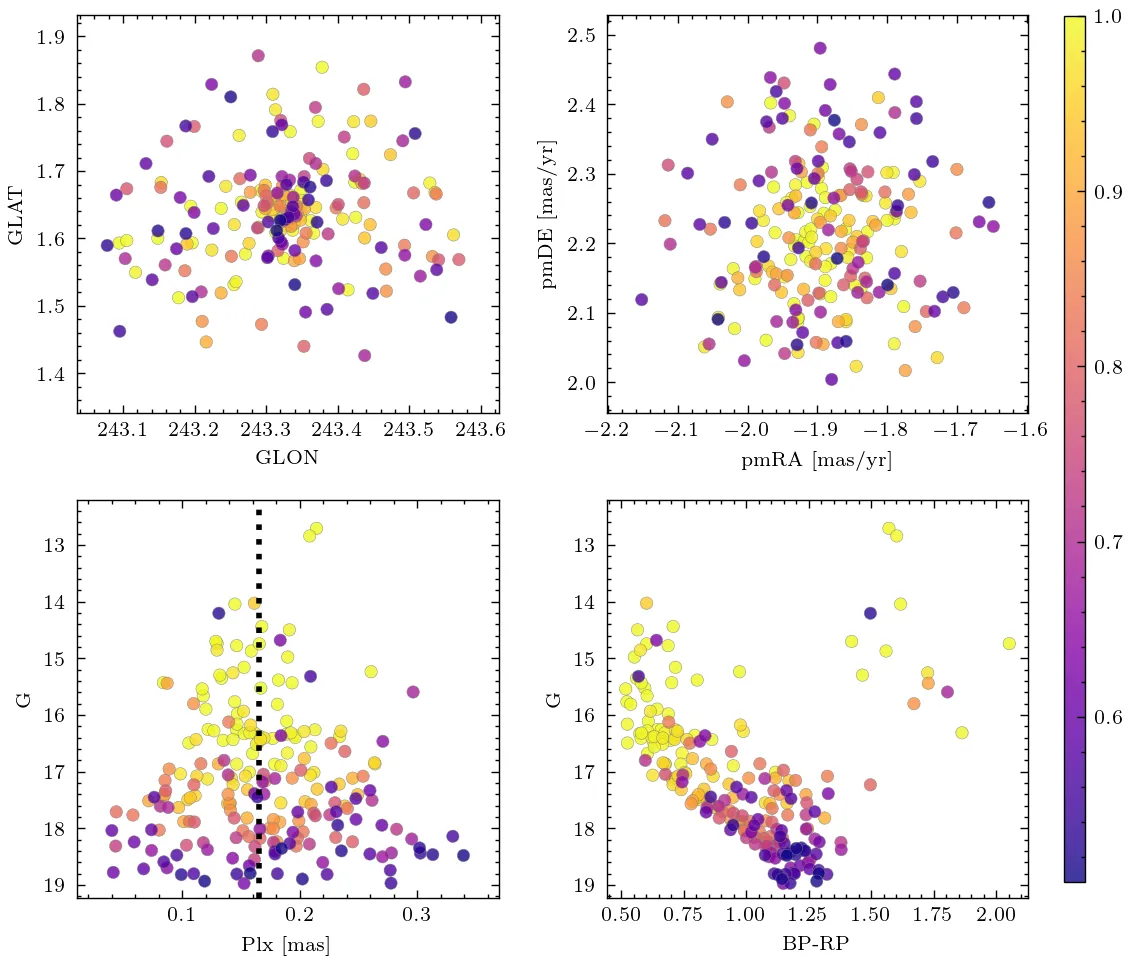 1.9
1.8
1.7
1.6
1.5
1.4
GLAT
243.1 243.2 243.3 243.4 243.5 243.6
GLON
2.5
2.4
2.3
2.2
2.1
2.0
pmDE [mas/yr]
−2.2 −2.1 −2.0 −1.9 −1.8 −1.7 −1.6
pmRA [mas/yr]
13
14
15
16
17
18
19
G
0.1 0.2 0.3
Plx [mas]
13
14
15
16
17
18
19
G
0.50 0.75 1.00 1.25 1.50 1.75 2.00
BP-RP
1.0
0.9
0.8
0.7
0.6